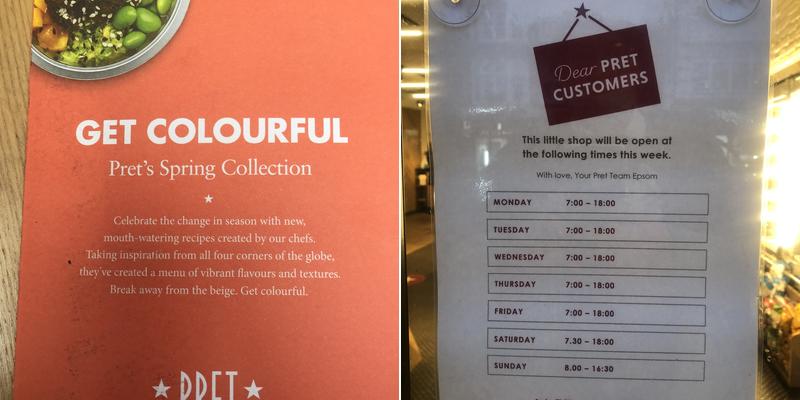 GET COLOURFUL
Pret's Spring Collection
Celebrate the change in season with new,
mouth-watering recipes created by our chefs.
Taking inspiration from all four corners of the globe,
they've created a menu of vibrant flavours and textures.
Break away from the beige. Get colourful.
PRET
Dear PRET
CUSTOMERS
This little shop will be open at
the following times this week.
With love, Your Pret Team Epsom
MONDAY 7:00 – 18:00
TUESDAY 7:00 – 18:00
WEDNESDAY 7:00 – 18:00
THURSDAY 7:00 – 18:00
FRIDAY 7:00 – 18:00
SATURDAY 7.30 – 18:00
SUNDAY 8.00 – 16:30